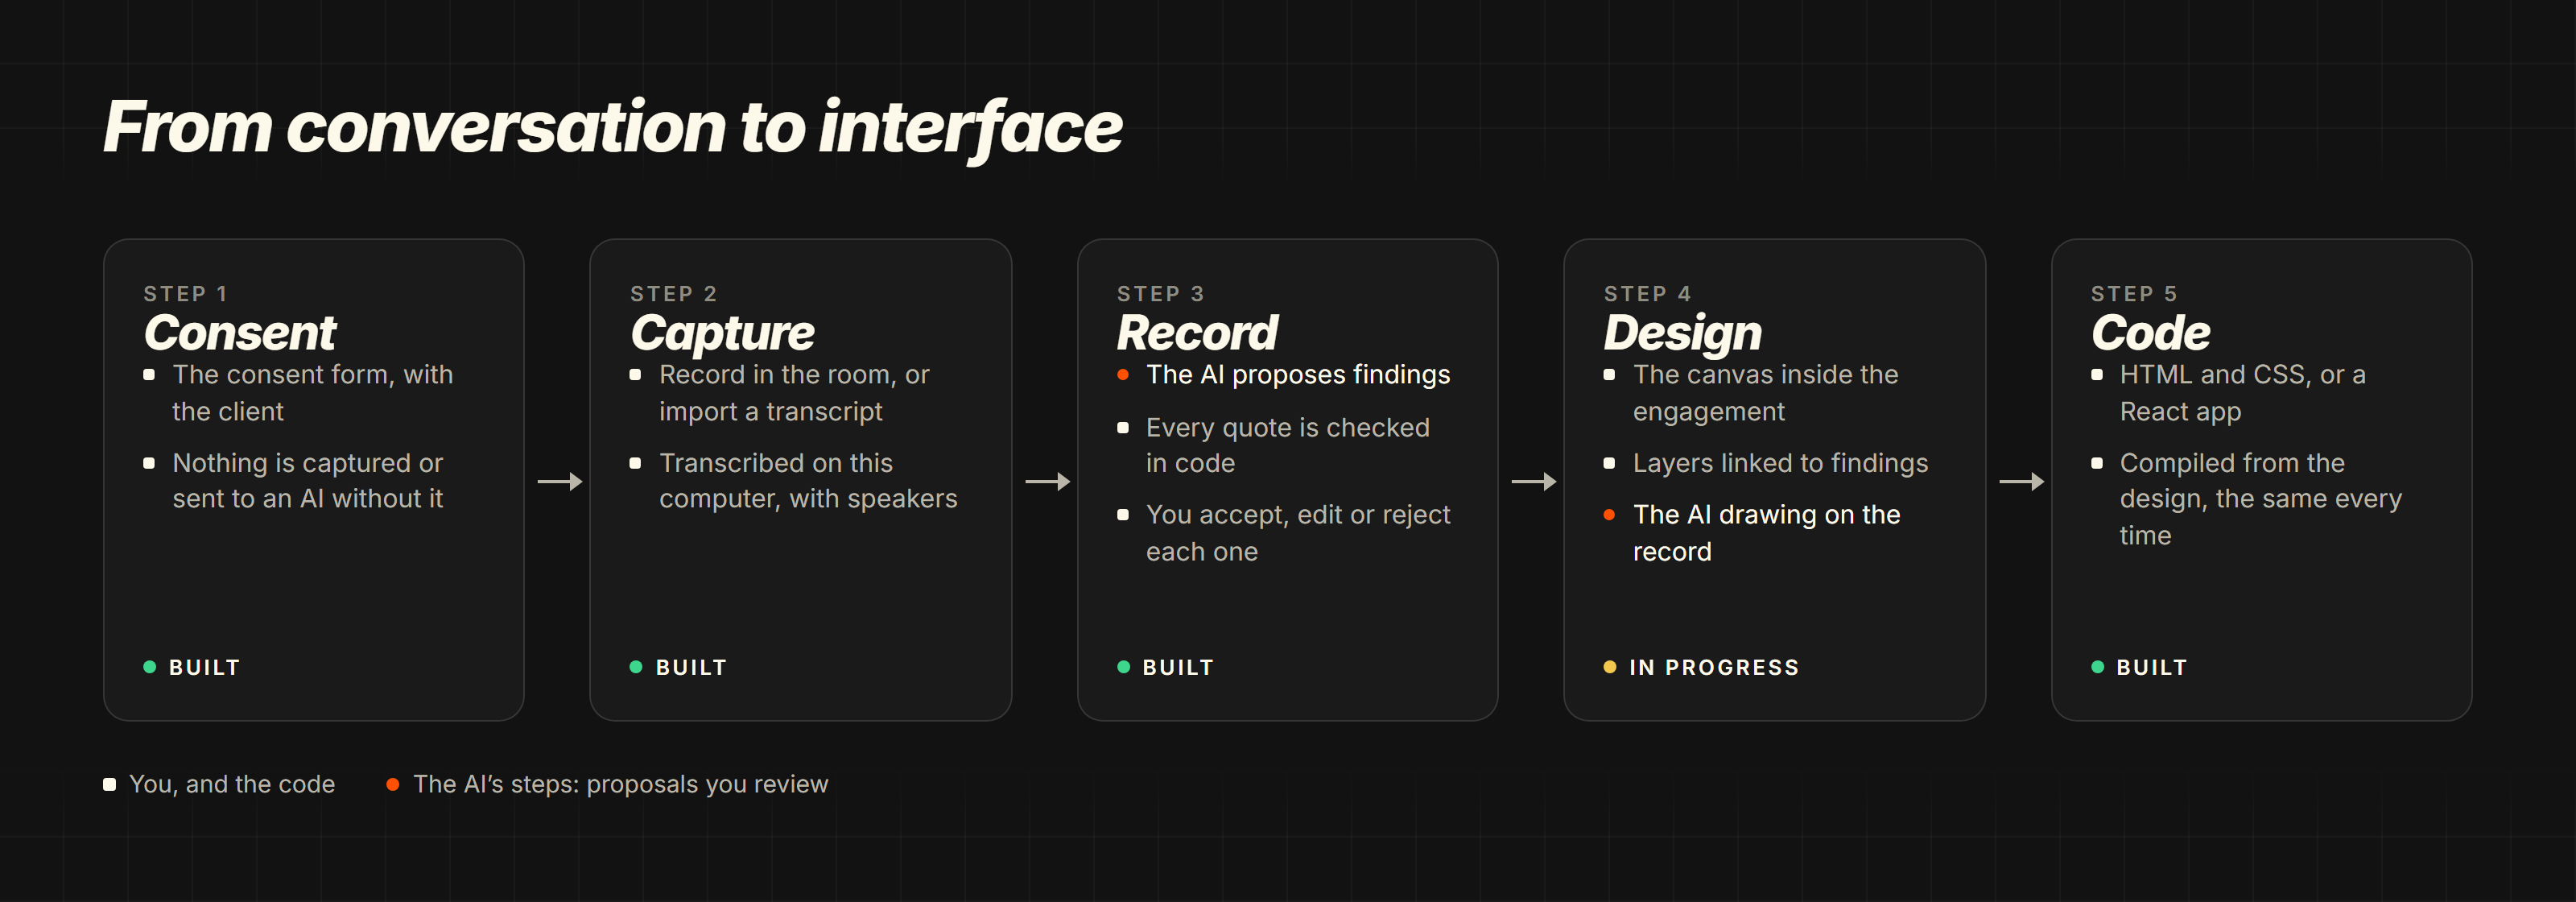 From conversation to interface
STEP 1
Consent
The consent form, with
the client
Nothing is captured or
sent to an AI without it
BUILT
STEP 2
Capture
Record in the room, or
import a transcript
Transcribed on this
computer, with speakers
BUILT
STEP 3
Record
The AI proposes findings
Every quote is checked
in code
You accept, edit or reject
each one
BUILT
STEP 4
Design
The canvas inside the
engagement
Layers linked to findings
The AI drawing on the
record
IN PROGRESS
STEP 5
Code
HTML and CSS, or a
React app
Compiled from the
design, the same every
time
BUILT
You, and the code
The AI’s steps: proposals you review